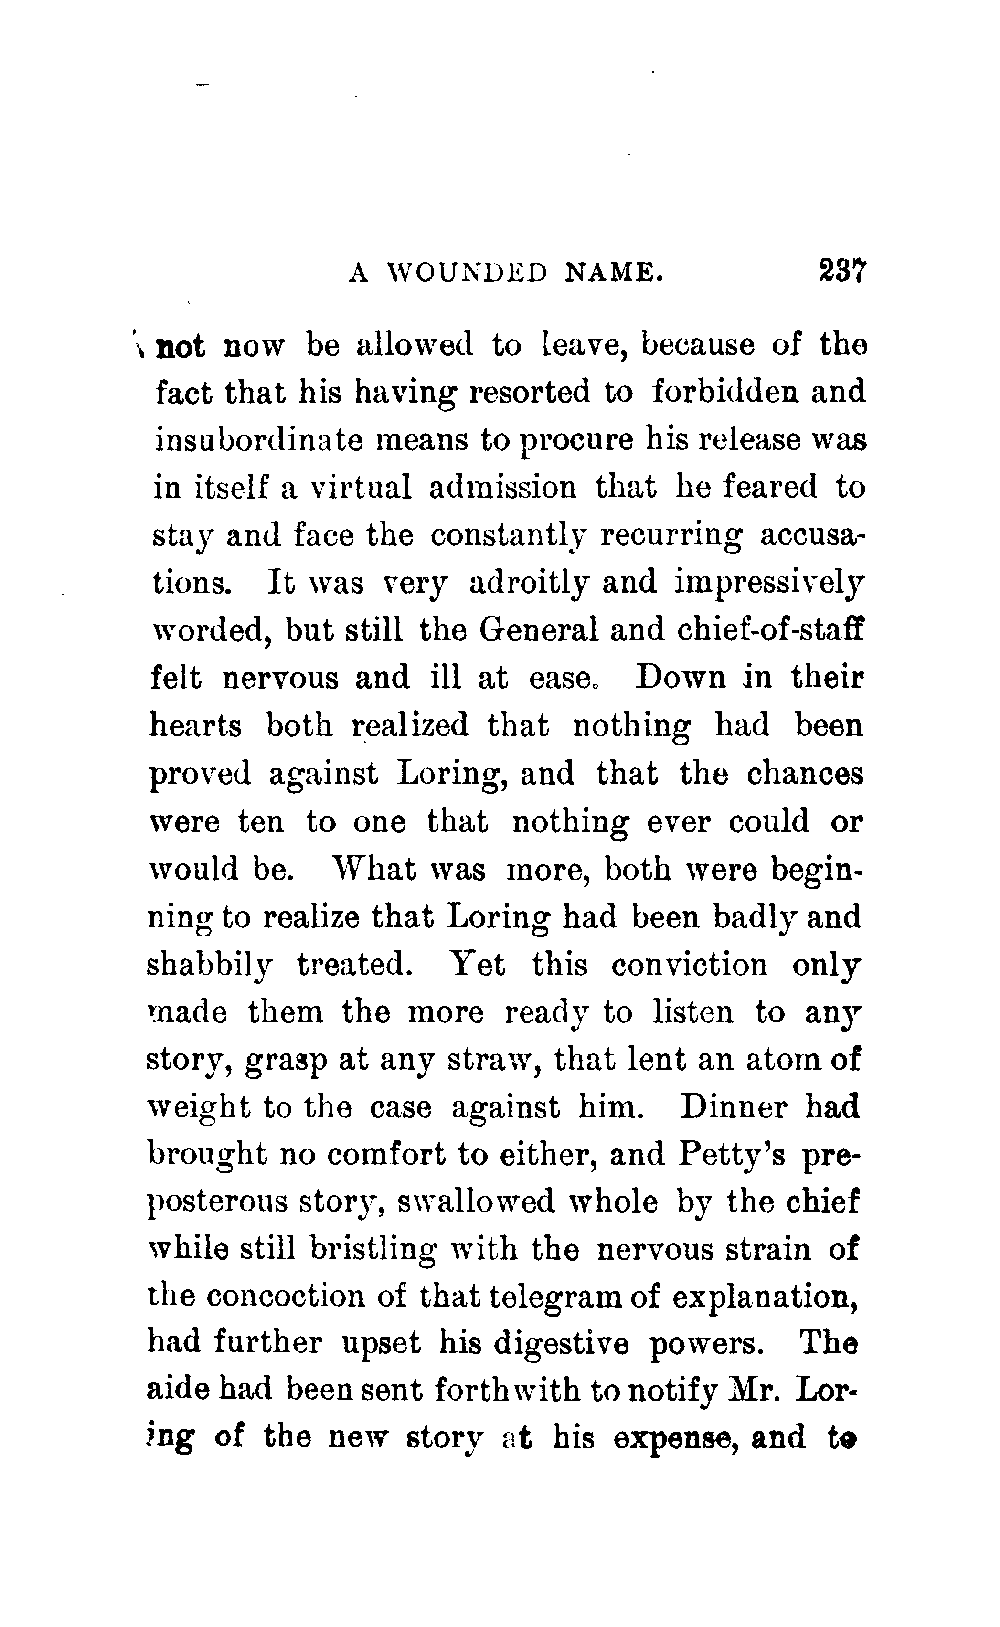 A WOUNDED NAME. 237
not now be allowed to leave, because of the
fact that his having resorted to forbidden and
insubordinate means to procure his release was
in itself a virtual admission that he feared to
stay and face the constantly recurring accusa-
tions. It was very adroitly and impressively
worded, but still the General and chief-of-staff
felt nervous and ill at ease. Down in their
hearts both realized that nothing had been
proved against Loring, and that the chances
were ten to one that nothing ever could or
would be. What was more, both were begin-
ning to realize that Loring had been badly and
shabbily treated. Yet this conviction only
made them the more ready to listen to any
story, grasp at any straw, that lent an atom of
weight to the case against him. Dinner had
brought no comfort to either, and Petty's pre-
posterous story, swallowed whole by the chief
while still bristling with the nervous strain of
the concoction of that telegram of explanation,
had further upset his digestive powers. The
aide had been sent forthwith to notify Mr. Lor-
ing of the new story at his expense, and to